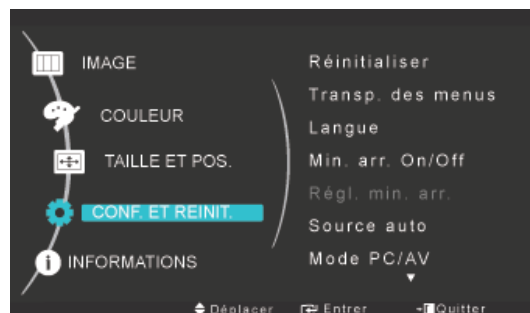 IMAGE
COULEUR
TAILLE ET POS.
CONF. ET REINIT.
INFORMATIONS
Réinitialiser
Transp. des menus
Langue
Min. arr. On/Off
Régl. min. arr.
Source auto
Mode PC/AV
Déplacer Entrer Quitter